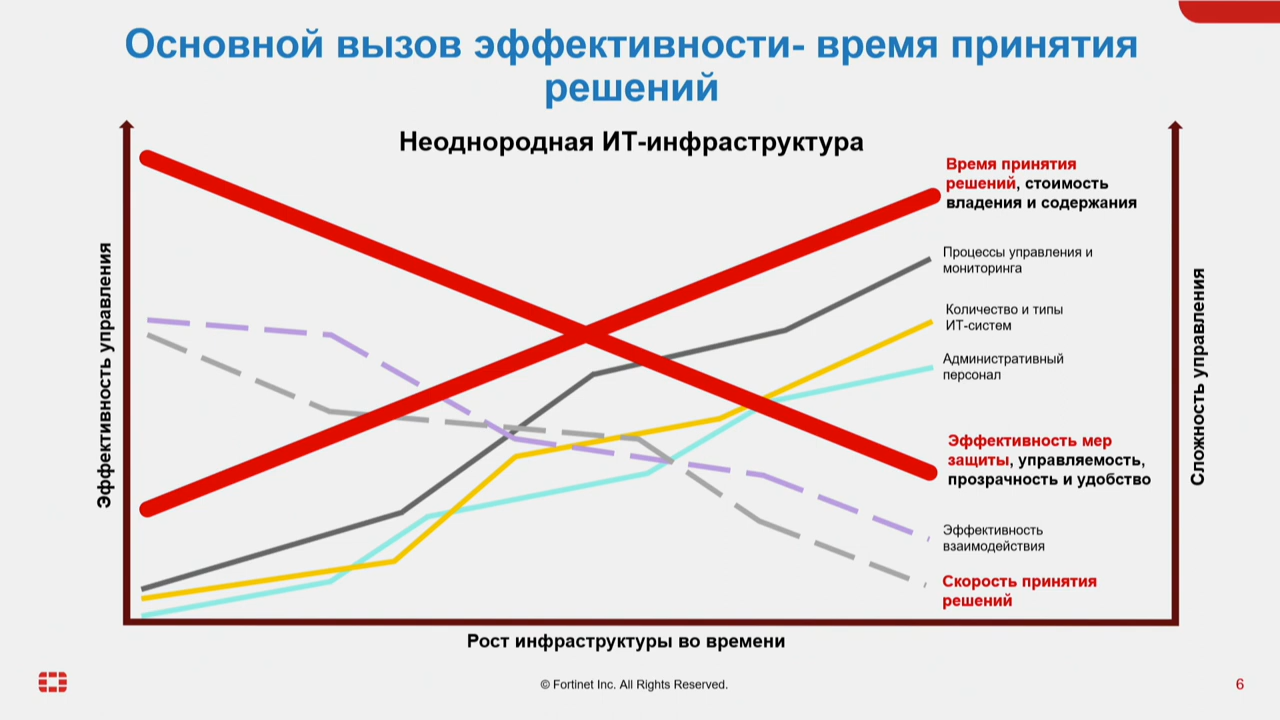 Основной вызов эффективности- время принятия
решений
Неоднородная ИТ-инфраструктура
Эффективность управления
Время принятия
решений, стоимость
владения и содержания
Процессы управления и
мониторинга
Количество и типы
ИТ-систем
Административный
персонал
Эффективность мер
защиты, управляемость,
прозрачность и удобство
Эффективность
взаимодействия
Скорость принятия
решений
Сложность управления
Рост инфраструктуры во времени
© Fortinet Inc. All Rights Reserved.
6